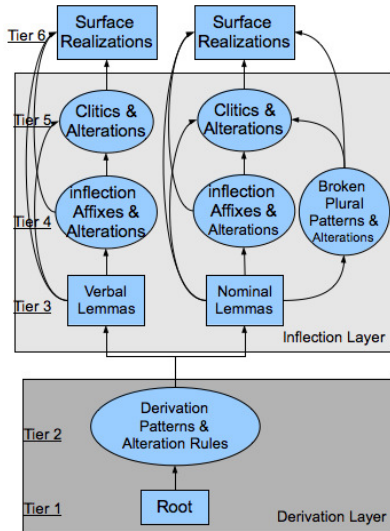 Tier 6
Surface
Realizations
Surface
Realizations
Tier 5
Clitics &
Alterations
Clitics &
Alterations
Tier 4
inflection
Affixes &
Alterations
inflection
Affixes &
Alterations
Broken
Plural
Patterns &
Alterations
Tier 3
Verbal
Lemmas
Nominal
Lemmas
Inflection Layer
Tier 2
Derivation
Patterns &
Alteration Rules
Tier 1
Root
Derivation Layer